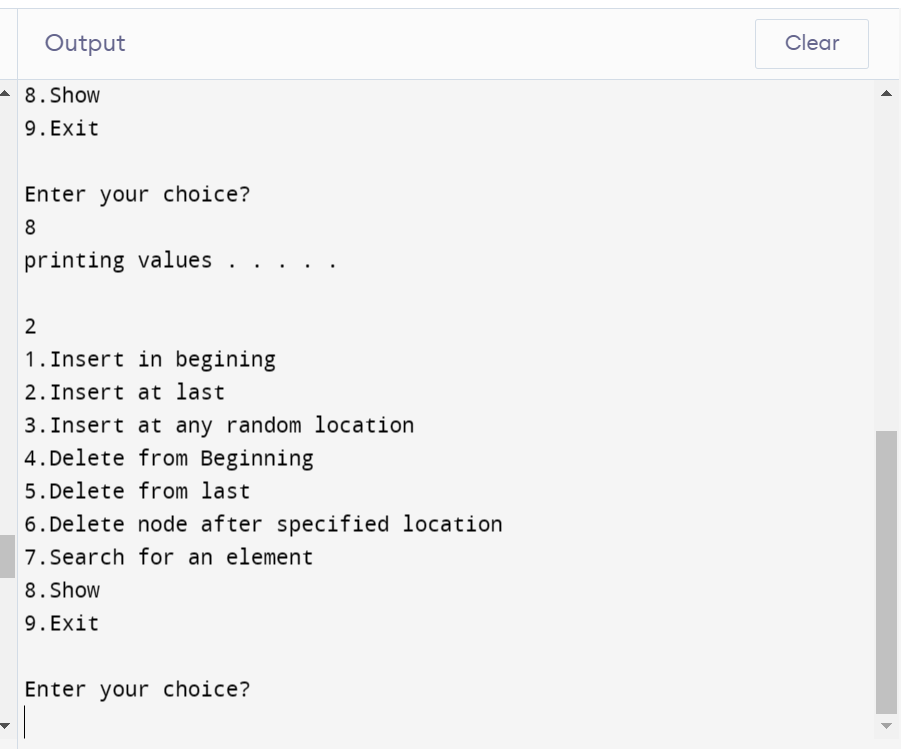 Output
Clear
8.Show
9.Exit
Enter your choice?
8
printing values . . . . .
2
1.Insert in begining
2.Insert at last
3.Insert at any random location
4.Delete from Beginning
5.Delete from last
6.Delete node after specified location
7.Search for an element
8.Show
9.Exit
Enter your choice?